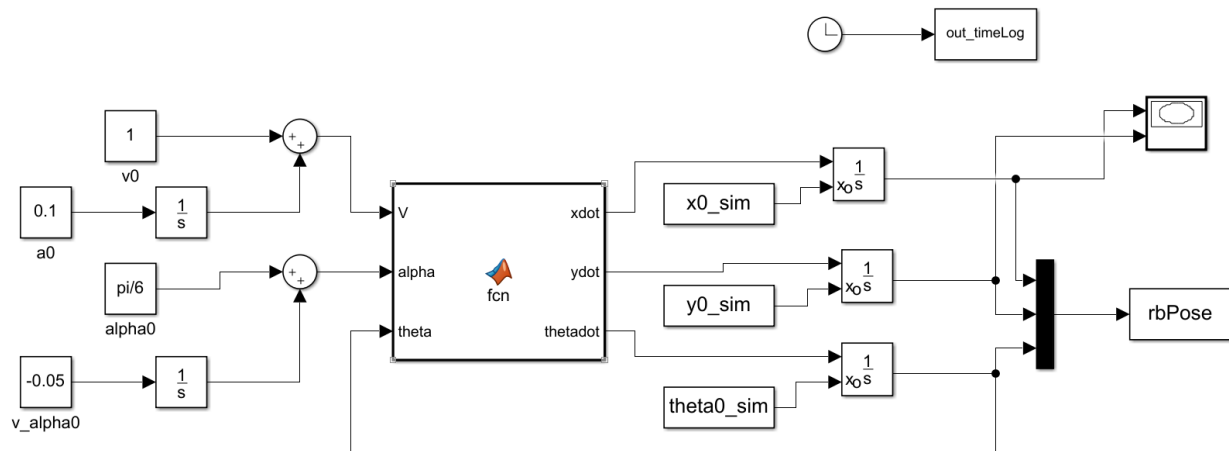 out_timeLog
1
v0
+
+
0.1
a0
1
s
V
xdot
x0_sim
xo
1
s
pi/6
alpha0
+
+
alpha
fcn
ydot
y0_sim
xo
1
s
rbPose
theta
thetadot
-0.05
v_alpha0
1
s
theta0_sim
xo
1
s